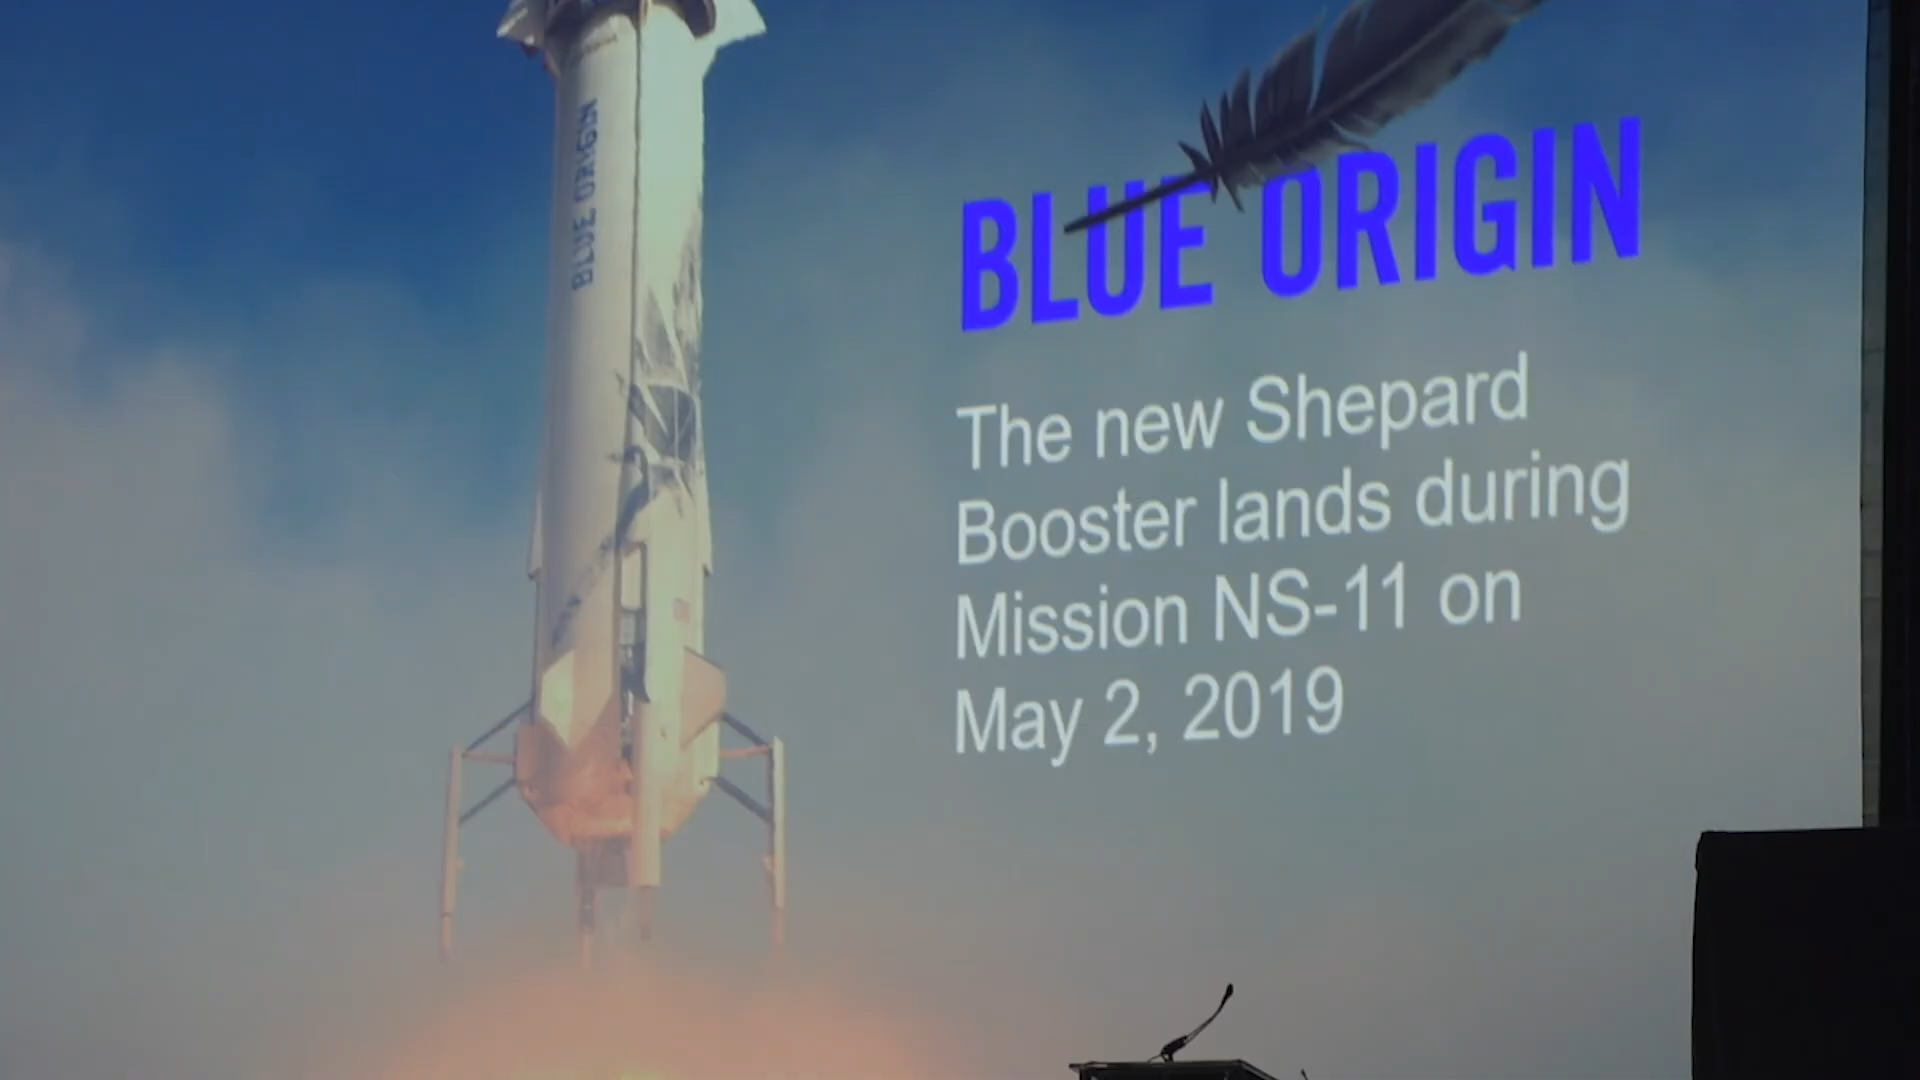 BLUE ORIGIN
BLUE ORIGIN
The new Shepard
Booster lands during
Mission NS-11 on
May 2, 2019